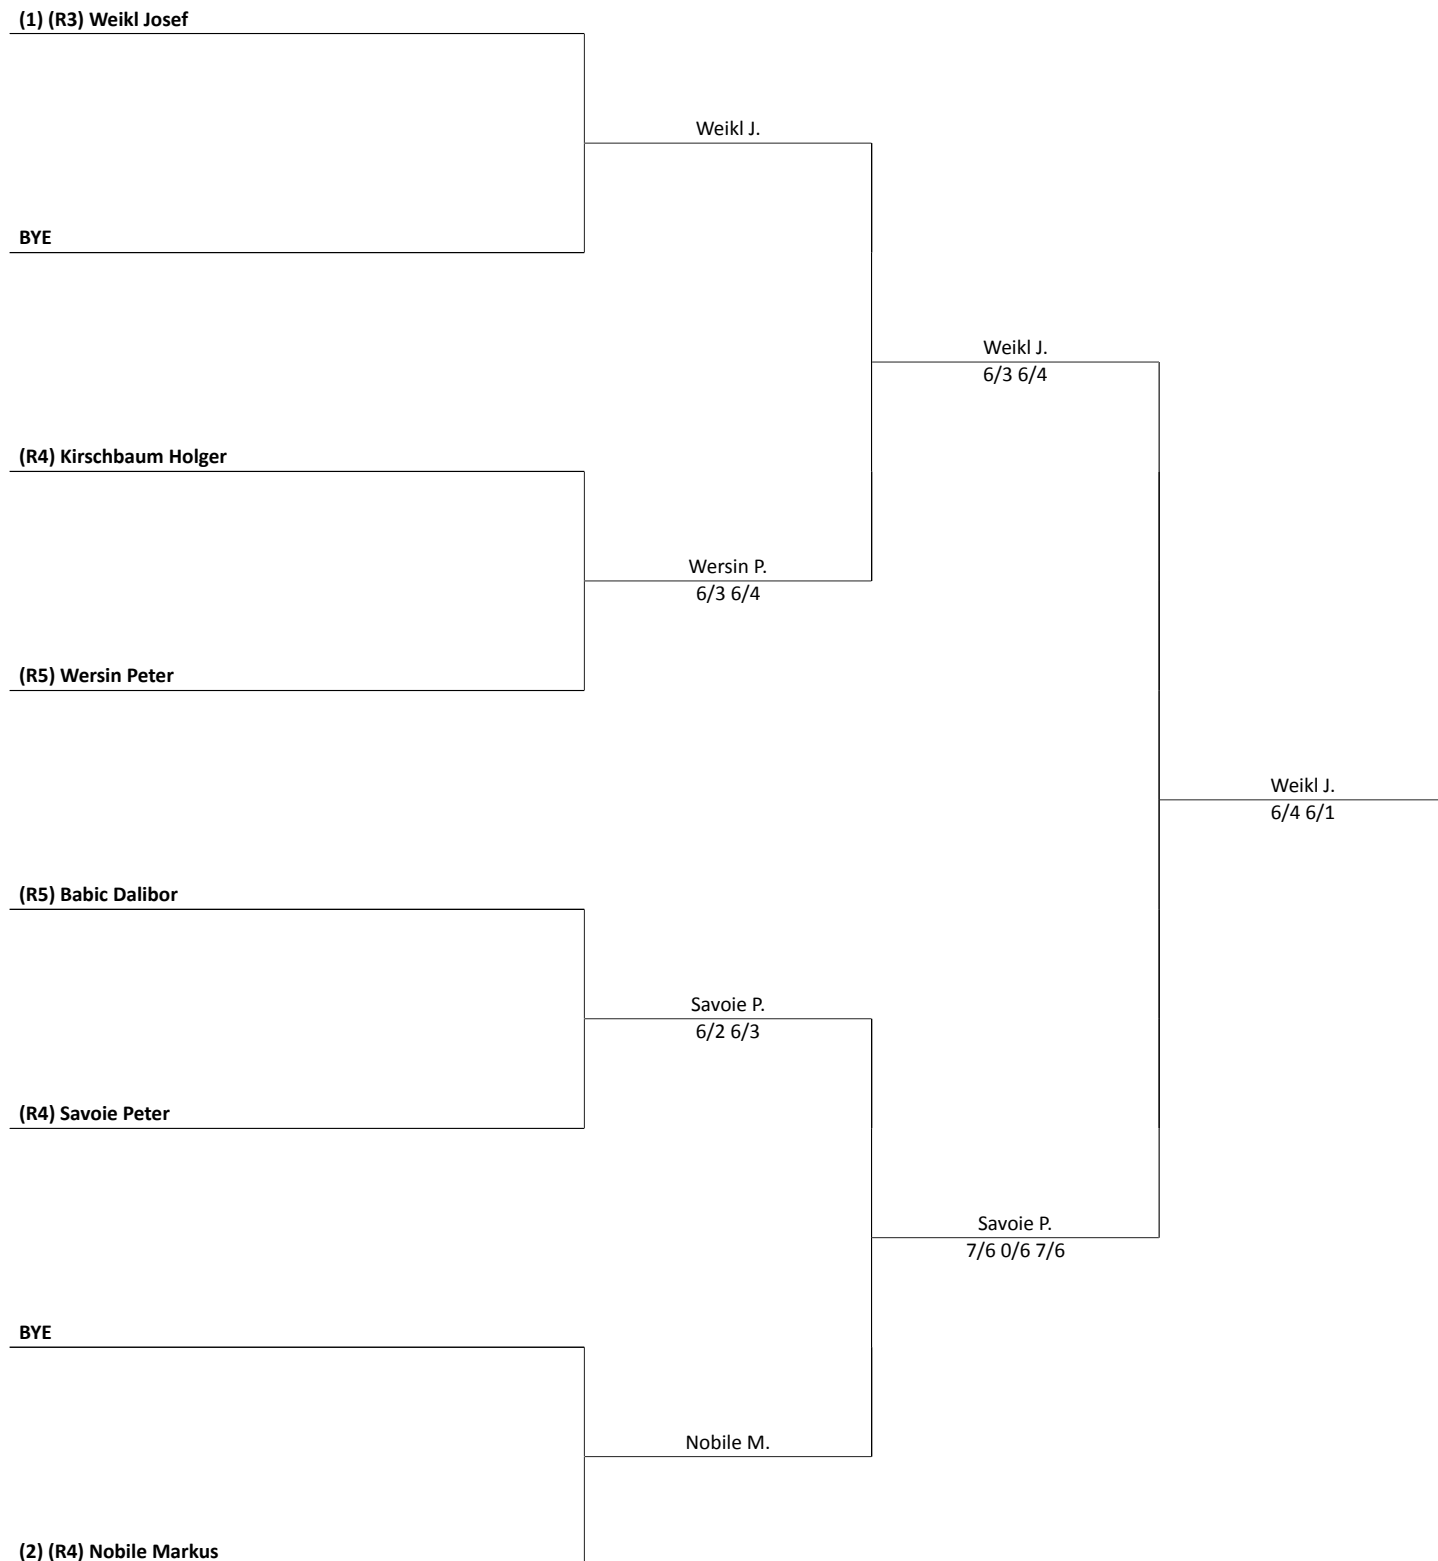 (1) (R3) Weikl Josef
Weikl J.
BYE
Weikl J.
6/3 6/4
(R4) Kirschbaum Holger
Wersin P.
6/3 6/4
(R5) Wersin Peter
Weikl J.
6/4 6/1
(R5) Babic Dalibor
Savoie P.
6/2 6/3
(R4) Savoie Peter
Savoie P.
7/6 0/6 7/6
BYE
Nobile M.
(2) (R4) Nobile Markus